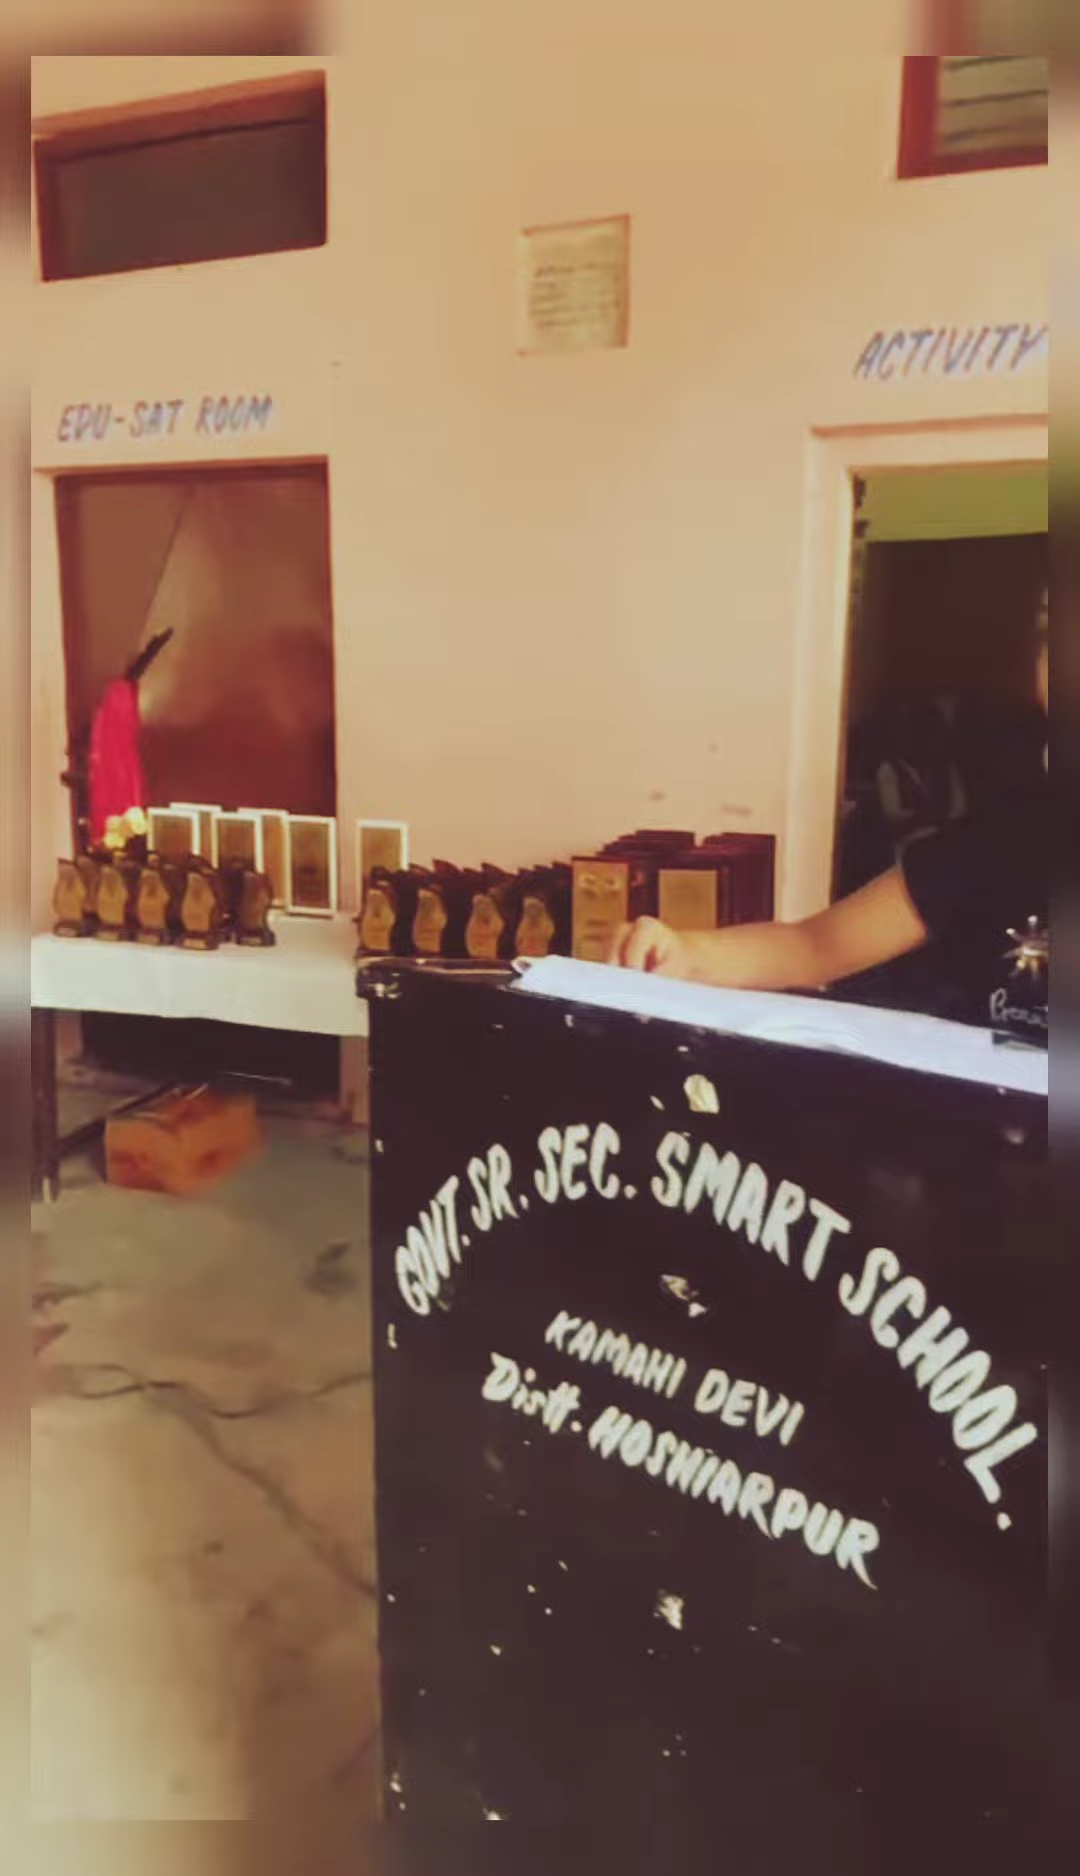 EDU-SAT ROOM
ACTIVITY
GOVT. SR. SEC. SMART SCHOOL.
KAMAHI DEVI
Distt. HOSHIARPUR